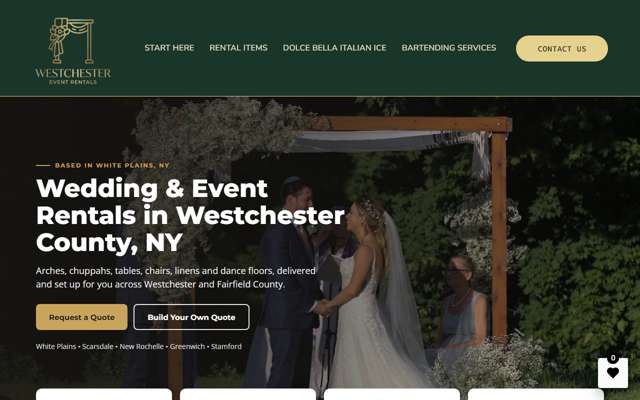 WESTCHESTER
EVENT RENTALS
START HERE
RENTAL ITEMS
DOLCE BELLA ITALIAN ICE
BARTENDING SERVICES
CONTACT US
BASED IN WHITE PLAINS, NY
Wedding & Event
Rentals in Westchester
County, NY
Arches, chuppahs, tables, chairs, linens and dance floors, delivered
and set up for you across Westchester and Fairfield County.
Request a Quote
Build Your Own Quote
White Plains • Scarsdale • New Rochelle • Greenwich • Stamford
0